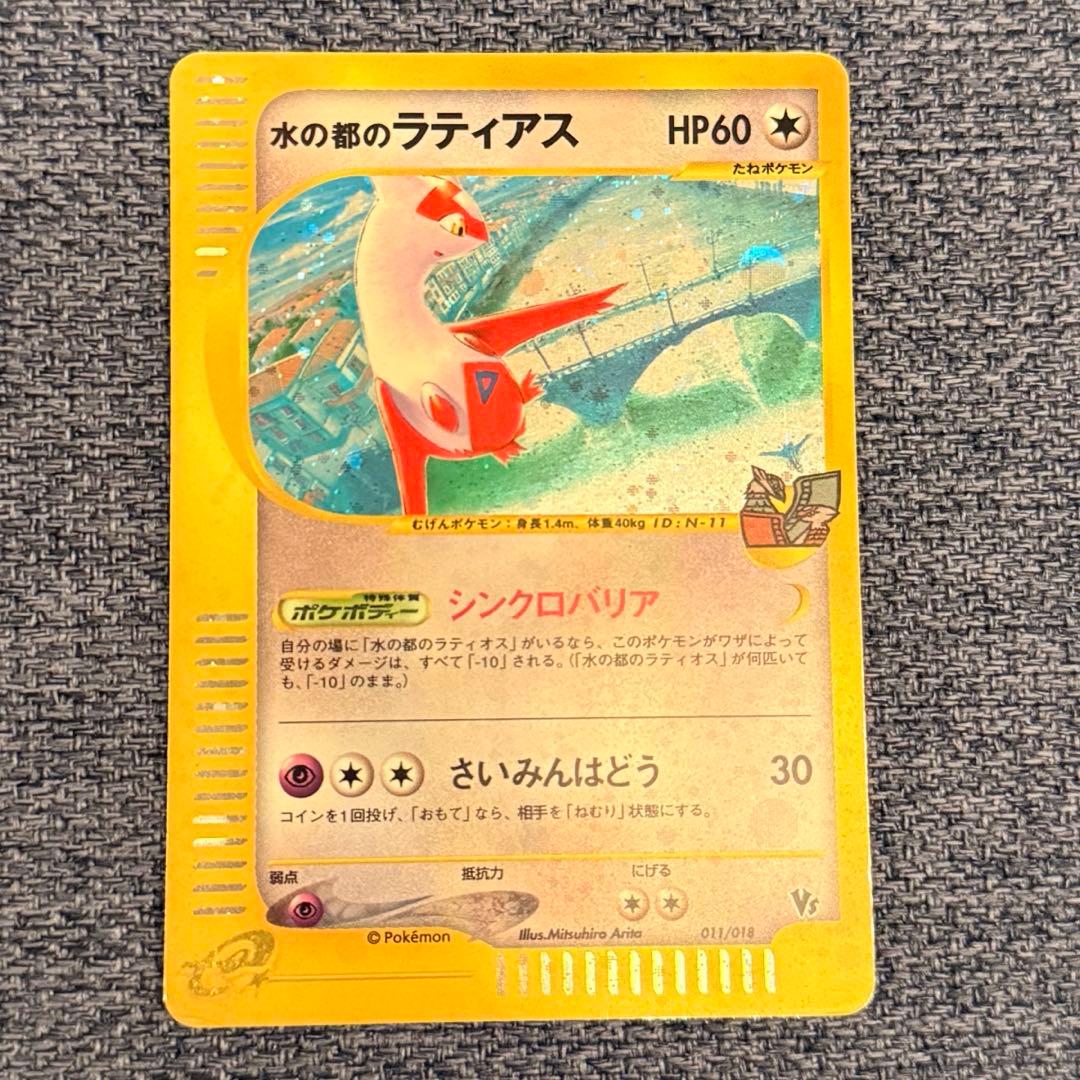 水の都のラティアス HP60
たねポケモン
むげんポケモン：身長1.4m、体重40kg ID:N-11
特殊体質
ポケボディー シンクロバリア
自分の場に「水の都のラティオス」がいるなら、このポケモンがワザによって
受けるダメージは、すべて「-10」される。(「水の都のラティオス」が何匹いて
も、「-10」のまま。)
さいみんはどう 30
コインを1回投げ、「おもて」なら、相手を「ねむり」状態にする。
弱点 抵抗力 にげる
VS
©Pokémon Illus.Mitsuhiro Arita 011/018
e